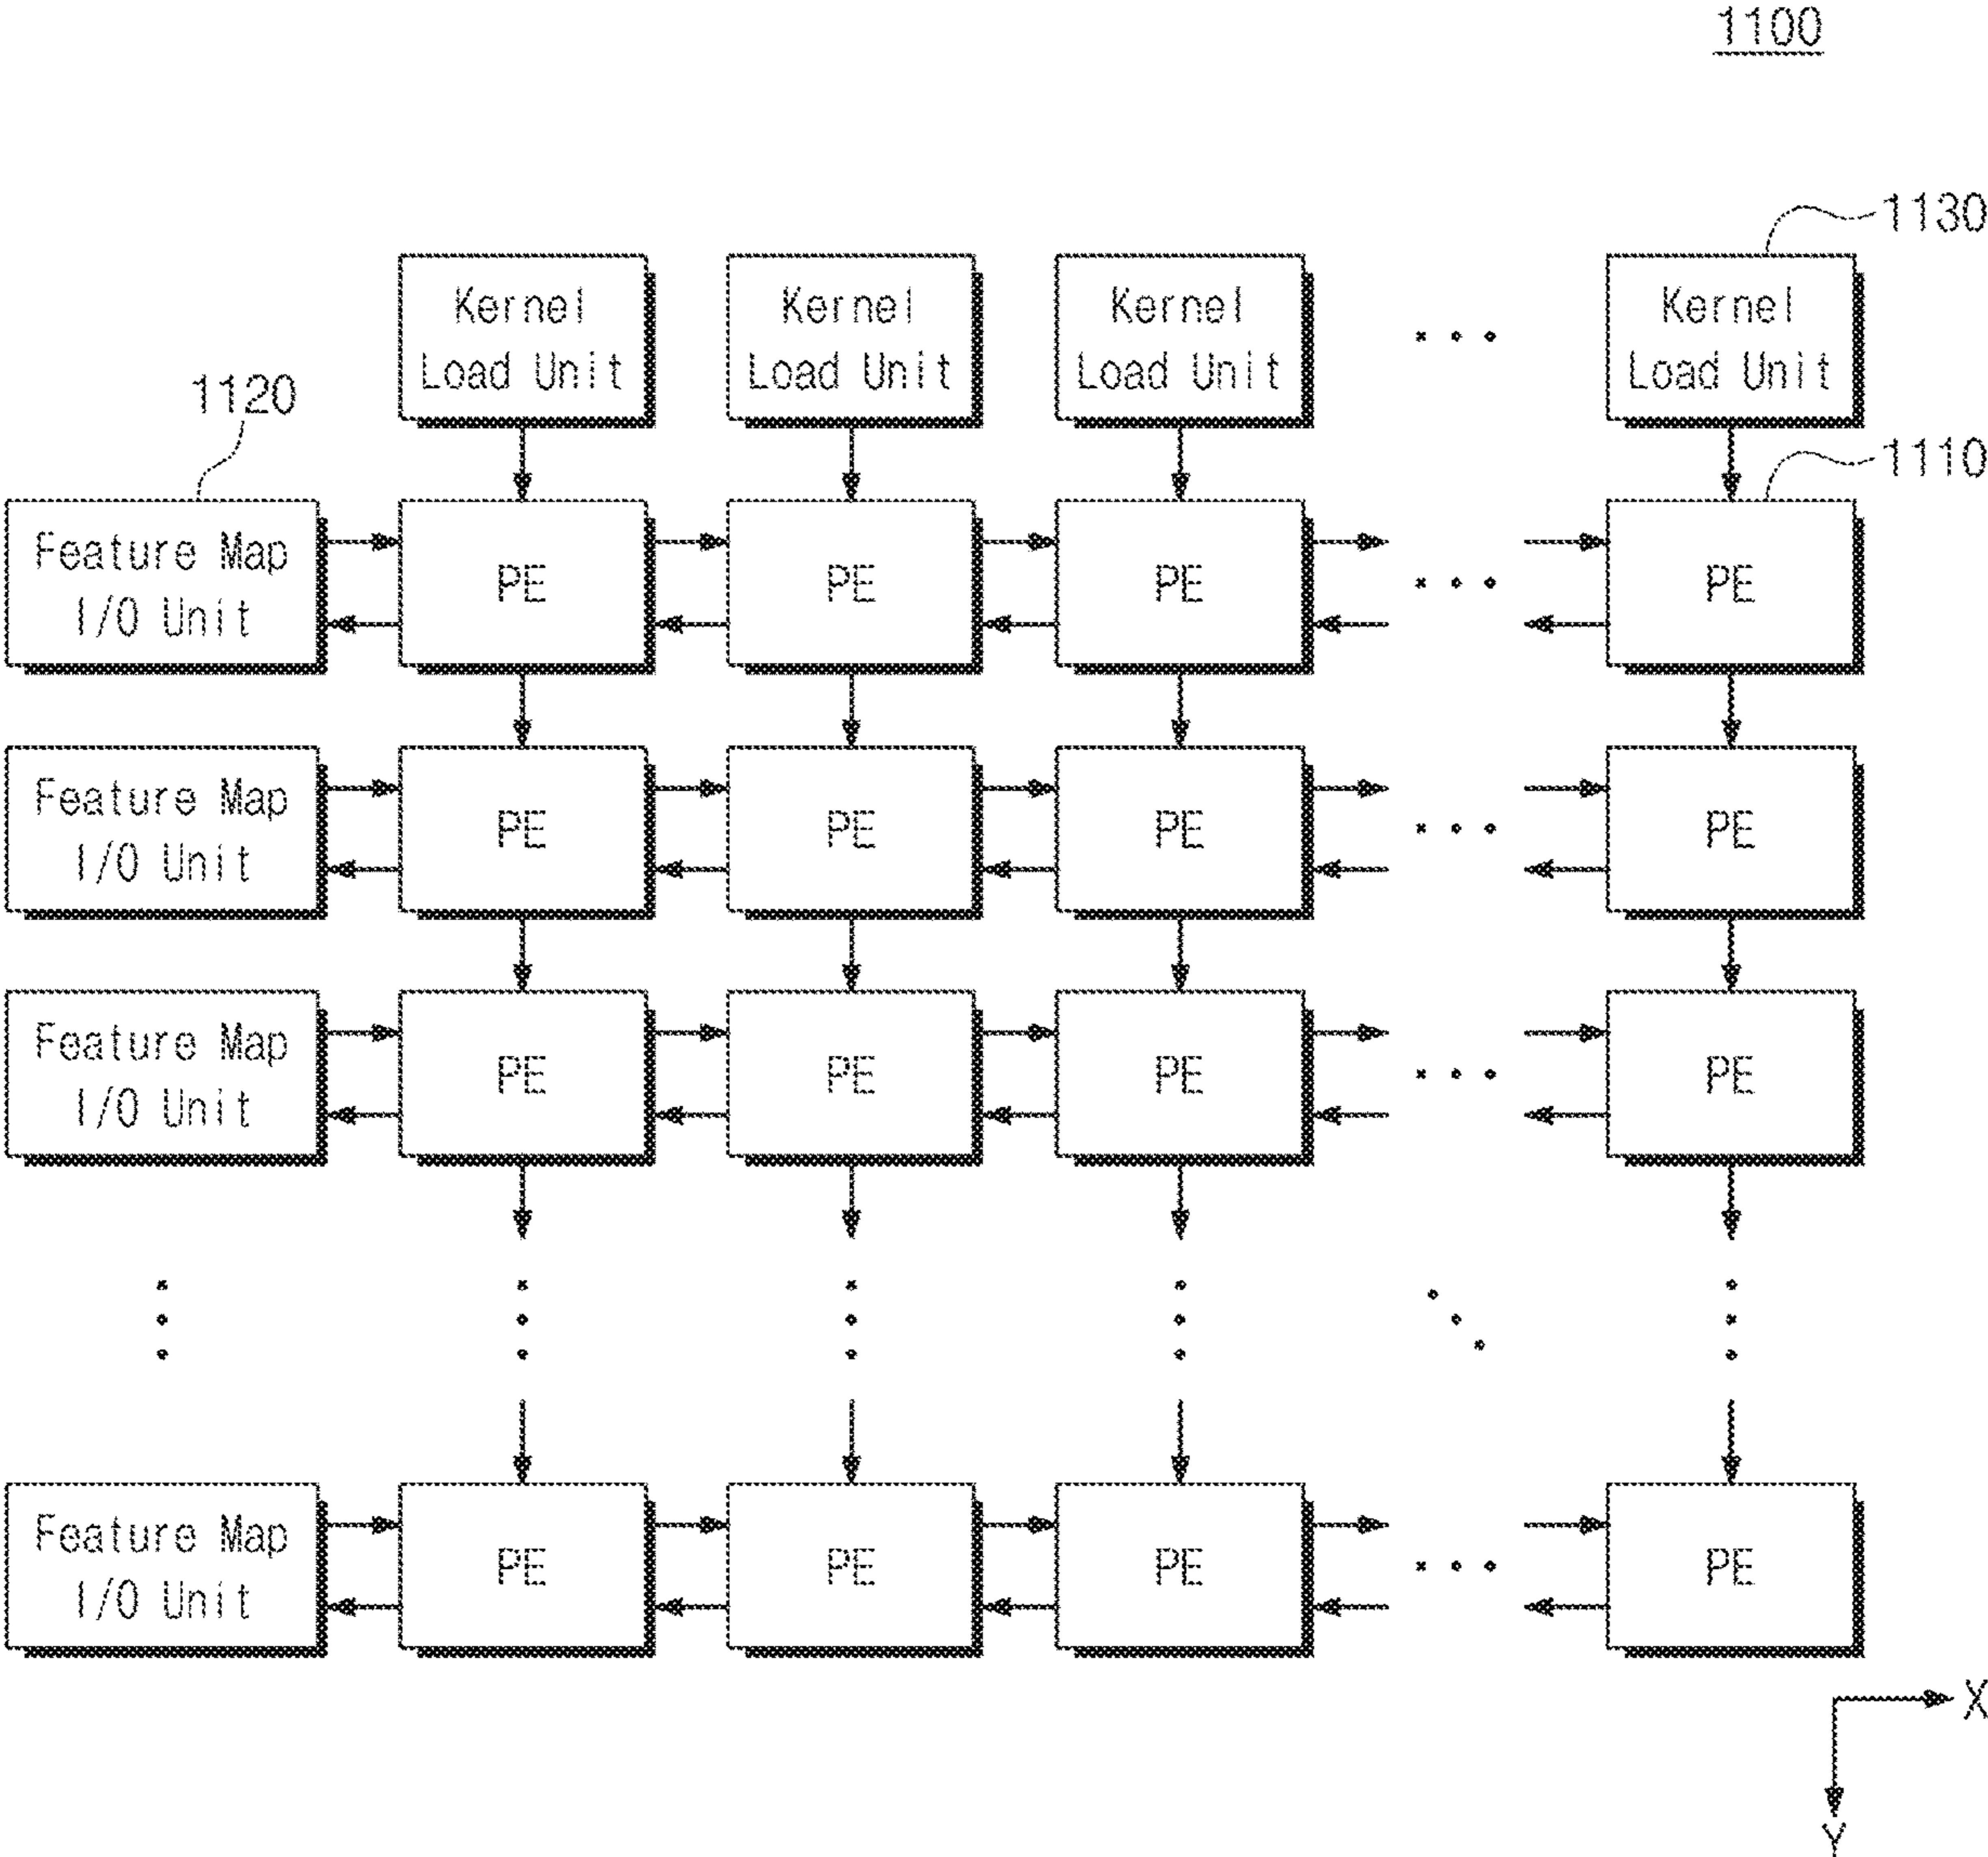 1100
1130
Kernel
Load Unit
Kernel
Load Unit
Kernel
Load Unit
Kernel
Load Unit
1120
1110
Feature Map
I/O Unit
PE
PE
PE
PE
Feature Map
I/O Unit
PE
PE
PE
PE
Feature Map
I/O Unit
PE
PE
PE
PE
Feature Map
I/O Unit
PE
PE
PE
PE
X
Y